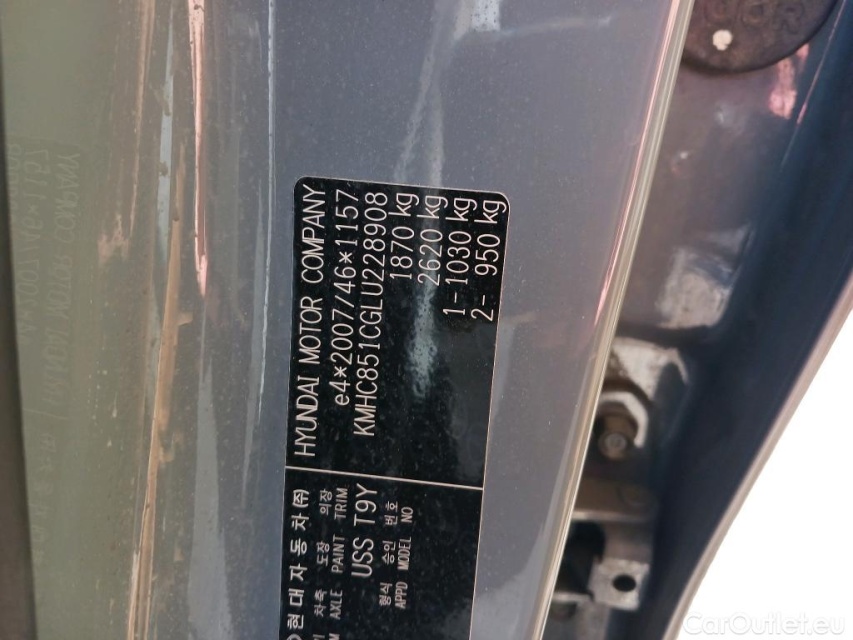 HYUNDAI MOTOR COMPANY
e4*2007/46*1157
KMHC851CGLU228908
1870 kg
2620 kg
1-1030 kg
2- 950 kg
현대자동차(주)
차축 도장 의장
AXLE PAINT TRIM
USS T9Y
형식 승인 번호
APPD MODEL NO
CarOutlet.eu